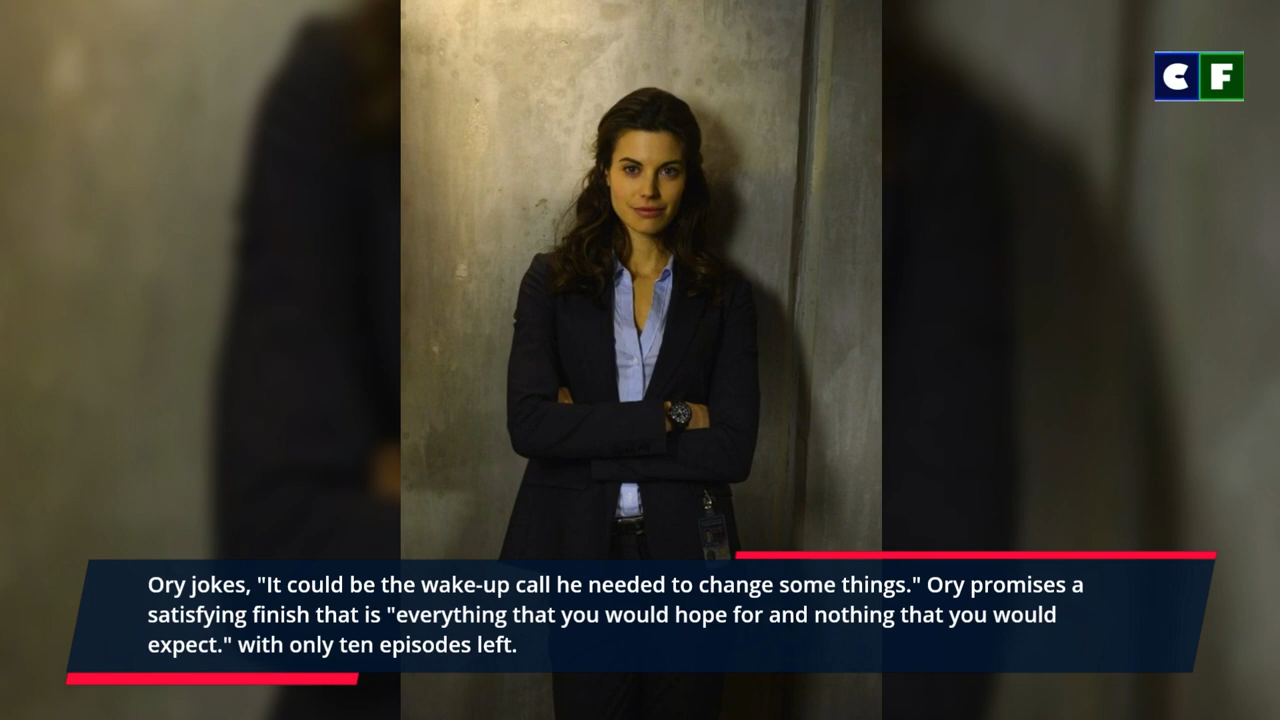 CF
Ory jokes, "It could be the wake-up call he needed to change some things." Ory promises a
satisfying finish that is "everything that you would hope for and nothing that you would
expect." with only ten episodes left.